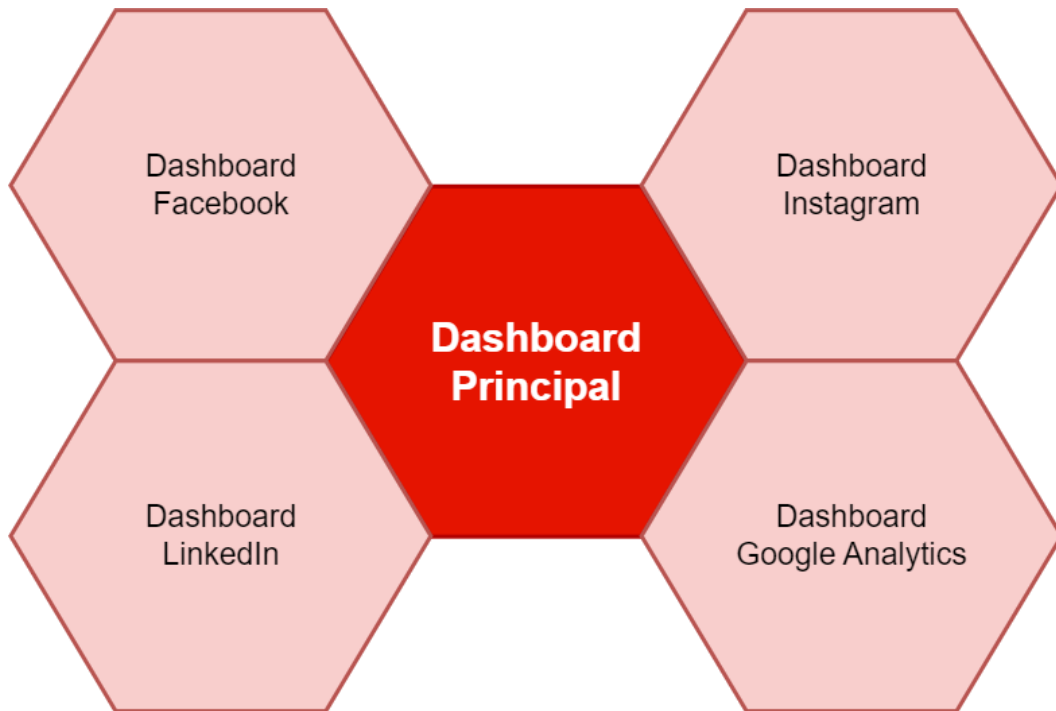 Dashboard
Facebook
Dashboard
Instagram
Dashboard
Principal
Dashboard
LinkedIn
Dashboard
Google Analytics